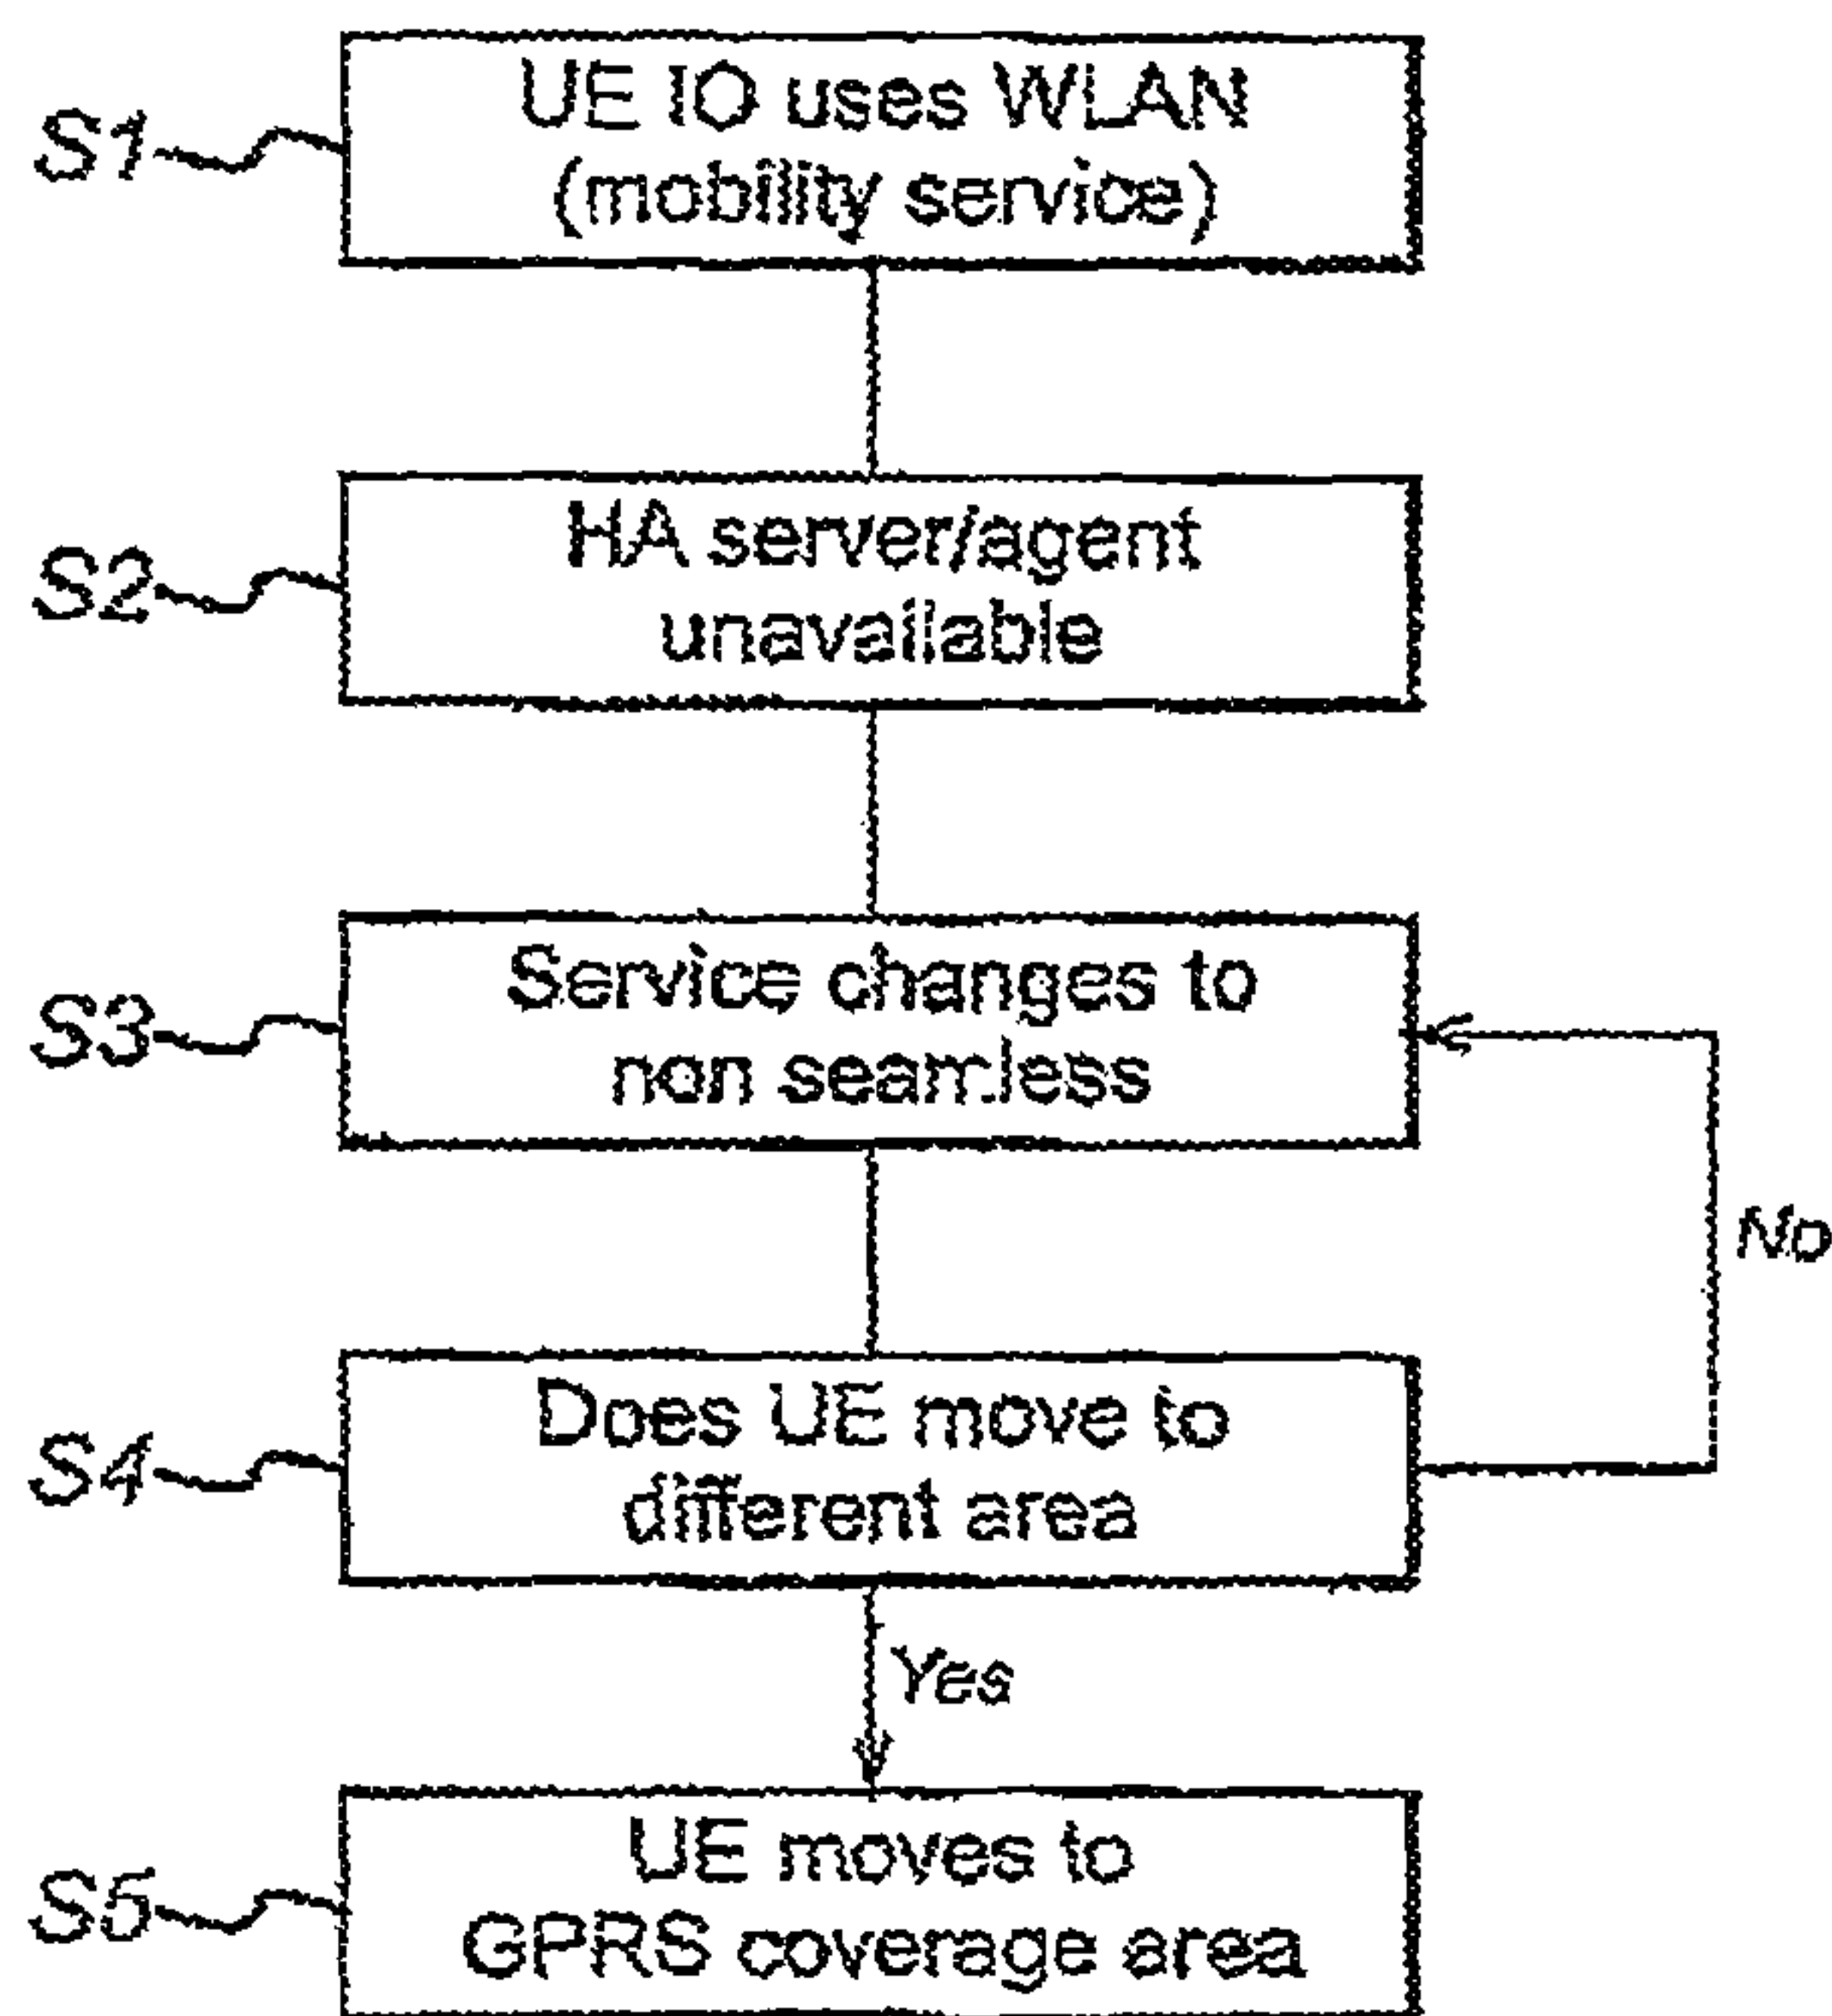 S1
UE IO uses WLAN
(mobility service)
S2
HA server/agent
unavailable
S3
Service changes to
non seamless
No
S4
Does UE move to
different area
Yes
S5
UE moves to
GPRS coverage area